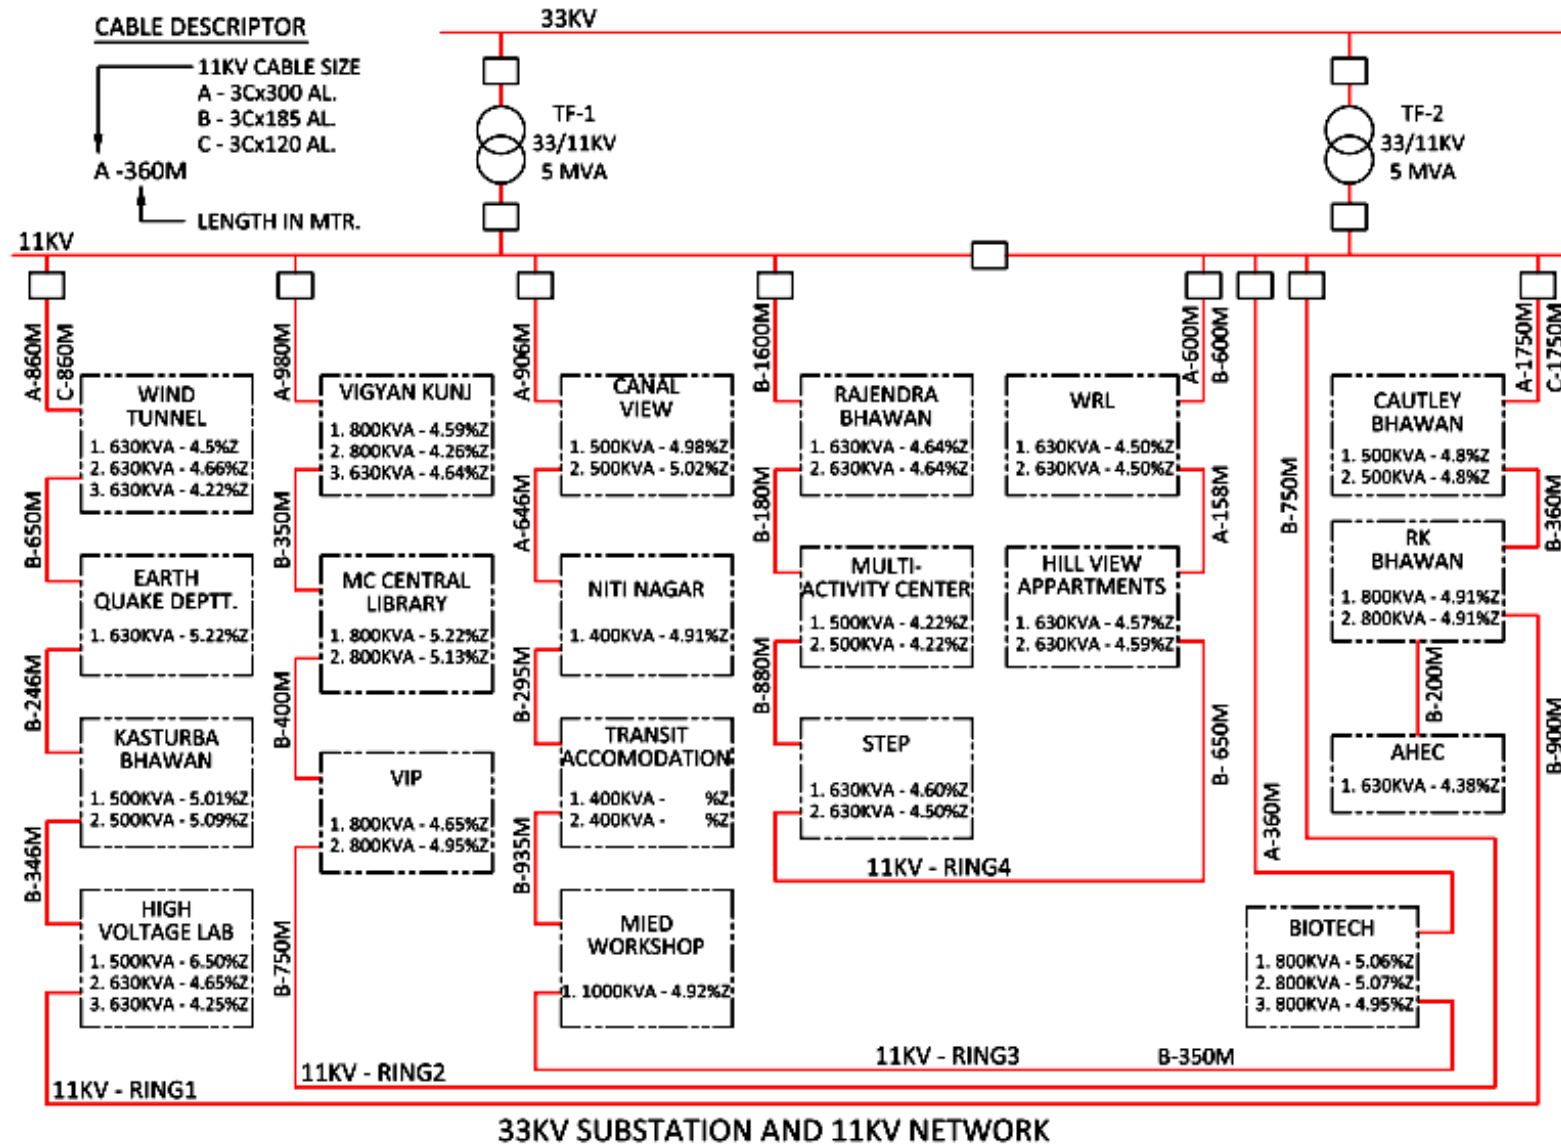 CABLE DESCRIPTOR
11KV CABLE SIZE
A - 3Cx300 AL.
B - 3Cx185 AL.
C - 3Cx120 AL.
A -360M
LENGTH IN MTR.
33KV
TF-1
33/11KV
5 MVA
TF-2
33/11KV
5 MVA
11KV
A-860M
C-860M
WIND
TUNNEL
1. 630KVA - 4.5%Z
2. 630KVA - 4.66%Z
3. 630KVA - 4.22%Z
B-650M
EARTH
QUAKE DEPTT.
1. 630KVA - 5.22%Z
B-246M
KASTURBA
BHAWAN
1. 500KVA - 5.01%Z
2. 500KVA - 5.09%Z
B-346M
HIGH
VOLTAGE LAB
1. 500KVA - 6.50%Z
2. 630KVA - 4.65%Z
3. 630KVA - 4.25%Z
11KV - RING1
A-980M
VIGYAN KUNJ
1. 800KVA - 4.59%Z
2. 800KVA - 4.26%Z
3. 630KVA - 4.64%Z
B-350M
MC CENTRAL
LIBRARY
1. 800KVA - 5.22%Z
2. 800KVA - 5.13%Z
B-400M
VIP
1. 800KVA - 4.65%Z
2. 800KVA - 4.95%Z
B-750M
11KV - RING2
A-906M
CANAL
VIEW
1. 500KVA - 4.98%Z
2. 500KVA - 5.02%Z
A-646M
NITI NAGAR
1. 400KVA - 4.91%Z
B-295M
TRANSIT
ACCOMODATION
1. 400KVA - %Z
2. 400KVA - %Z
B-935M
MIED
WORKSHOP
1. 1000KVA - 4.92%Z
11KV - RING3
B-350M
B-1600M
RAJENDRA
BHAWAN
1. 630KVA - 4.64%Z
2. 630KVA - 4.64%Z
B-180M
MULTI-
ACTIVITY CENTER
1. 500KVA - 4.22%Z
2. 500KVA - 4.22%Z
B-880M
STEP
1. 630KVA - 4.60%Z
2. 630KVA - 4.50%Z
11KV - RING4
A-600M
B-600M
WRL
1. 630KVA - 4.50%Z
2. 630KVA - 4.50%Z
A-158M
HILL VIEW
APPARTMENTS
1. 630KVA - 4.57%Z
2. 630KVA - 4.59%Z
B- 650M
A-360M
B-750M
BIOTECH
1. 800KVA - 5.06%Z
2. 800KVA - 5.07%Z
3. 800KVA - 4.95%Z
A-1750M
C-1750M
CAUTLEY
BHAWAN
1. 500KVA - 4.8%Z
2. 500KVA - 4.8%Z
B-360M
RK
BHAWAN
1. 800KVA - 4.91%Z
2. 800KVA - 4.91%Z
B-200M
AHEC
1. 630KVA - 4.38%Z
B-900M
33KV SUBSTATION AND 11KV NETWORK